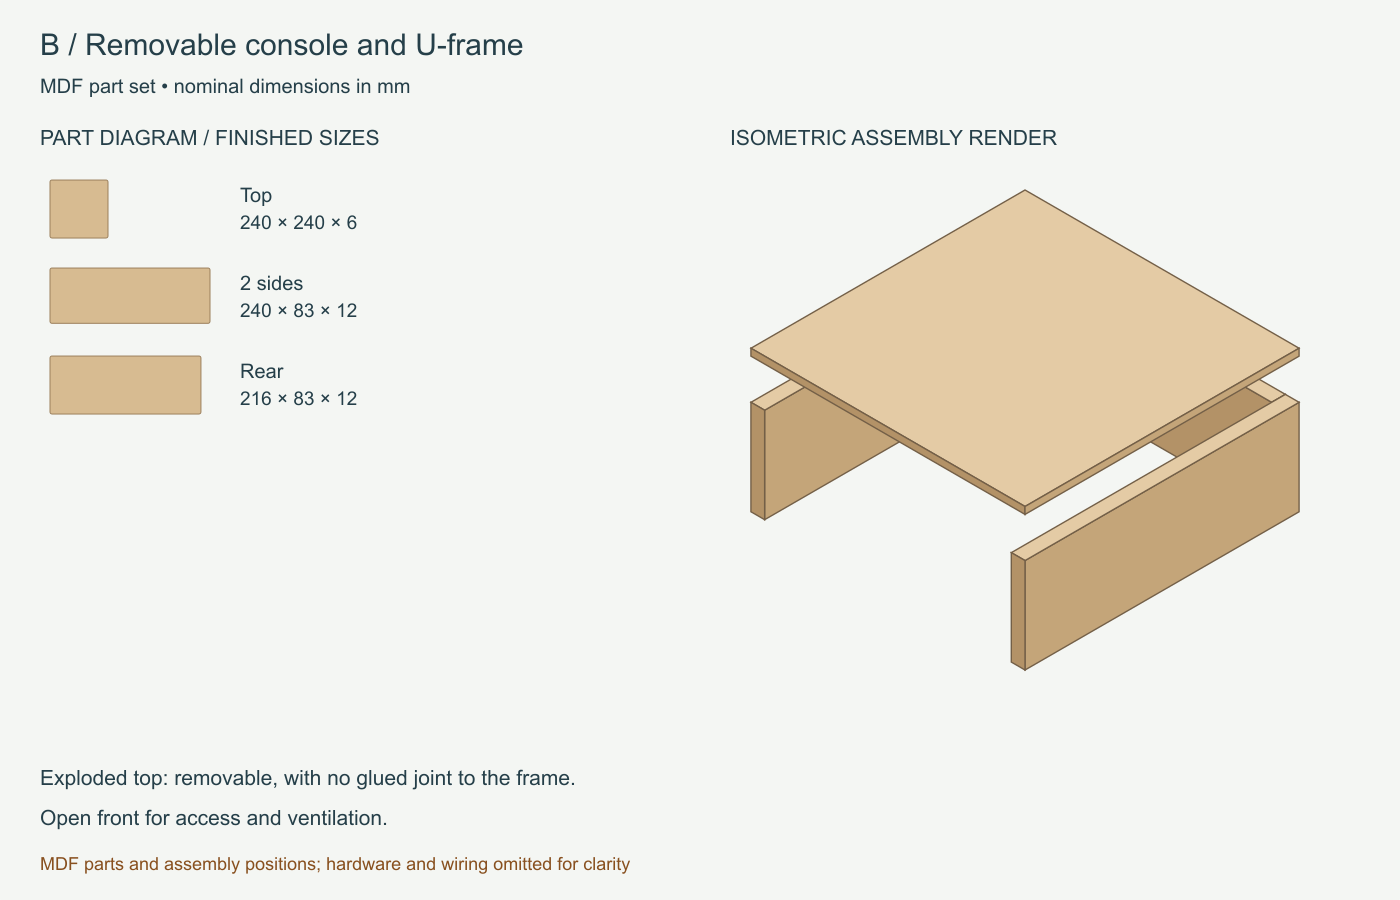 B / Removable console and U-frame
MDF part set • nominal dimensions in mm
PART DIAGRAM / FINISHED SIZES
Top
240 × 240 × 6
2 sides
240 × 83 × 12
Rear
216 × 83 × 12
ISOMETRIC ASSEMBLY RENDER
Exploded top: removable, with no glued joint to the frame.
Open front for access and ventilation.
MDF parts and assembly positions; hardware and wiring omitted for clarity